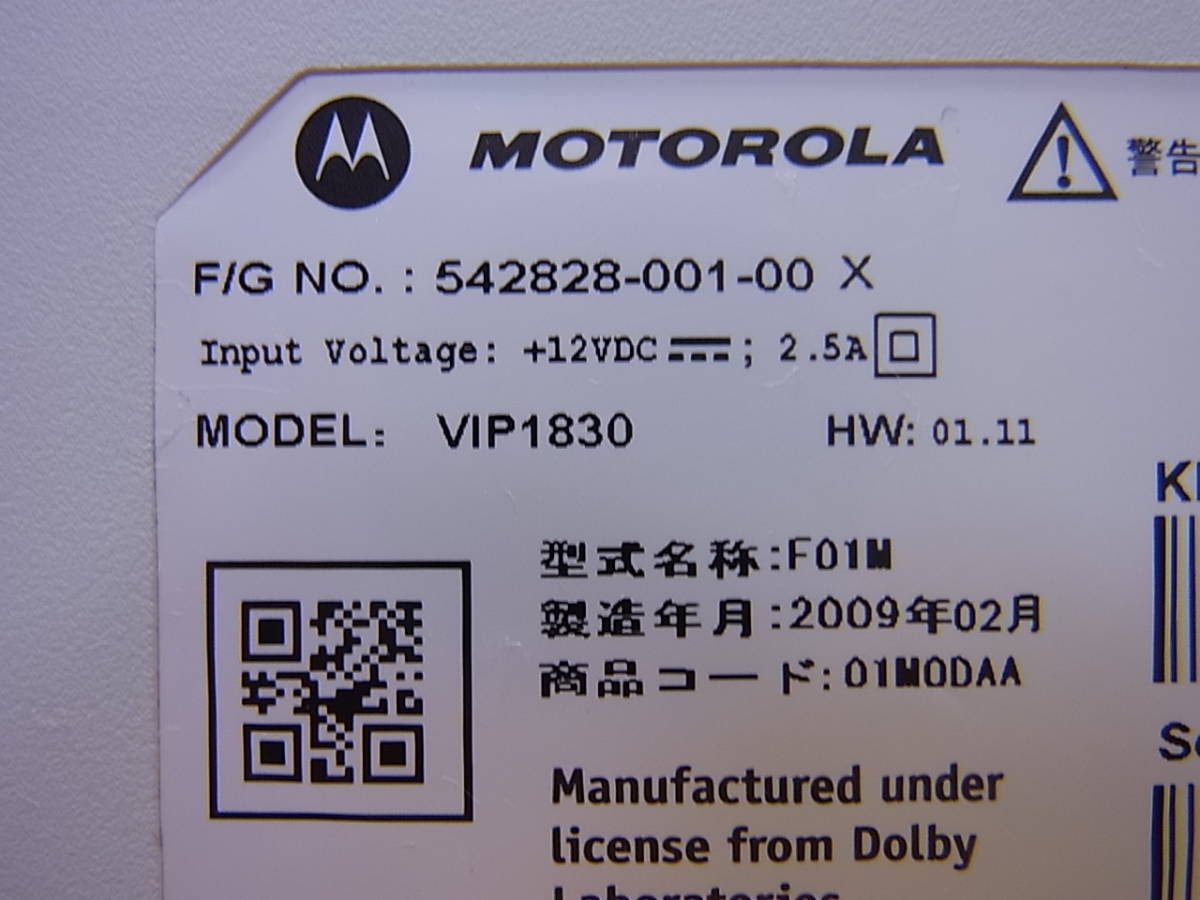 MOTOROLA
警告
F/G NO. : 542828-001-00 X
Input Voltage: +12VDC ; 2.5A
MODEL: VIP1830 HW: 01.11
型式名称:F01M
製造年月:2009年02月
商品コード:01MODAA
Manufactured under
license from Dolby
Laboratories.